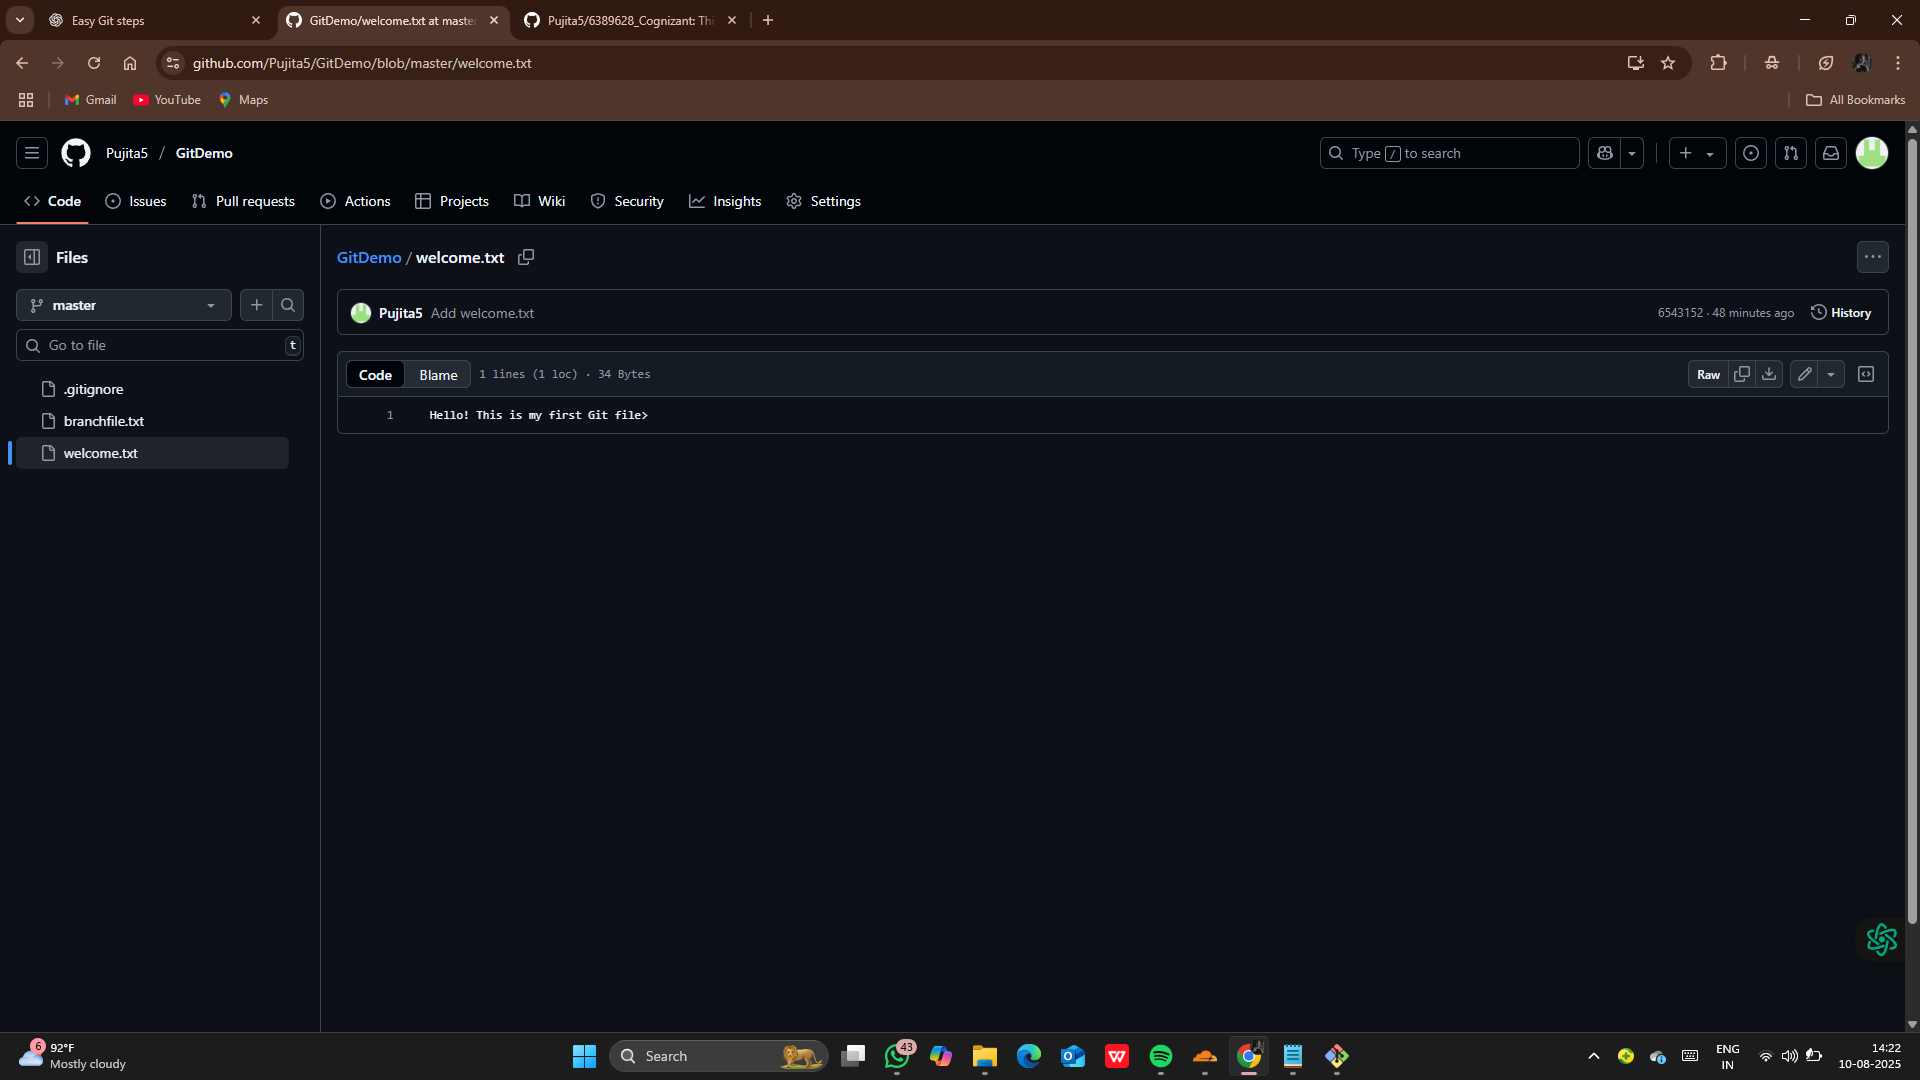 Easy Git steps
GitDemo/welcome.txt at master
Pujita5/6389628_Cognizant: Th
github.com/Pujita5/GitDemo/blob/master/welcome.txt
Gmail
YouTube
Maps
All Bookmarks
Pujita5 / GitDemo
Type / to search
Code
Issues
Pull requests
Actions
Projects
Wiki
Security
Insights
Settings
Files
GitDemo / welcome.txt
master
Pujita5 Add welcome.txt
6543152 · 48 minutes ago
History
Go to file
t
Code
Blame
1 lines (1 loc) · 34 Bytes
Raw
.gitignore
1 Hello! This is my first Git file>
branchfile.txt
welcome.txt
6
92°F
Mostly cloudy
Search
43
W
ENG
IN
14:22
10-08-2025